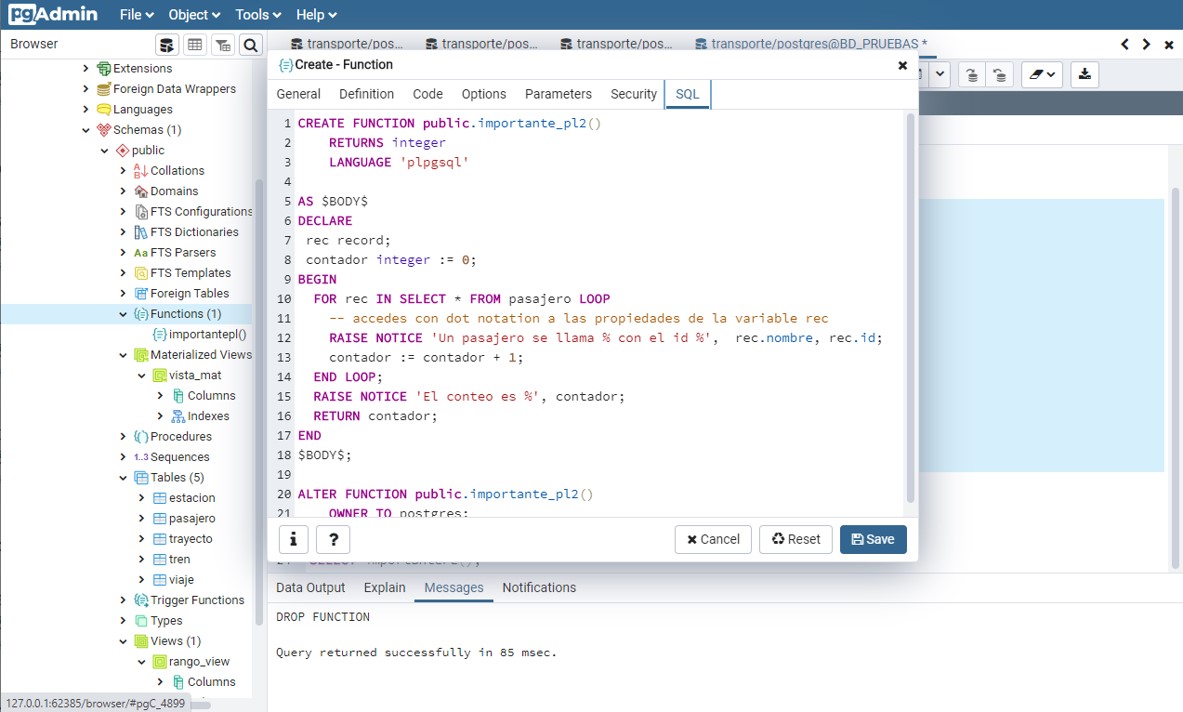 pgAdmin File Object Tools Help
Browser
transporte/pos... transporte/pos... transporte/pos... transporte/postgres@BD_PRUEBAS *
Extensions
Foreign Data Wrappers
Languages
Schemas (1)
public
Collations
Domains
FTS Configurations
FTS Dictionaries
Aa FTS Parsers
FTS Templates
Foreign Tables
Functions (1)
importantepl()
Materialized Views
vista_mat
Columns
Indexes
Procedures
1..3 Sequences
Tables (5)
estacion
pasajero
trayecto
tren
viaje
Trigger Functions
Types
Views (1)
rango_view
Columns
127.0.0.1:62385/browser/#pgC_4899
Create - Function
General Definition Code Options Parameters Security SQL
1 CREATE FUNCTION public.importante_pl2()
2 RETURNS integer
3 LANGUAGE 'plpgsql'
4
5 AS $BODY$
6 DECLARE
7 rec record;
8 contador integer := 0;
9 BEGIN
10 FOR rec IN SELECT * FROM pasajero LOOP
11 -- accedes con dot notation a las propiedades de la variable rec
12 RAISE NOTICE 'Un pasajero se llama % con el id %', rec.nombre, rec.id;
13 contador := contador + 1;
14 END LOOP;
15 RAISE NOTICE 'El conteo es %', contador;
16 RETURN contador;
17 END
18 $BODY$;
19
20 ALTER FUNCTION public.importante_pl2()
21 OWNER TO postgres;
i ? Cancel Reset Save
Data Output Explain Messages Notifications
DROP FUNCTION
Query returned successfully in 85 msec.